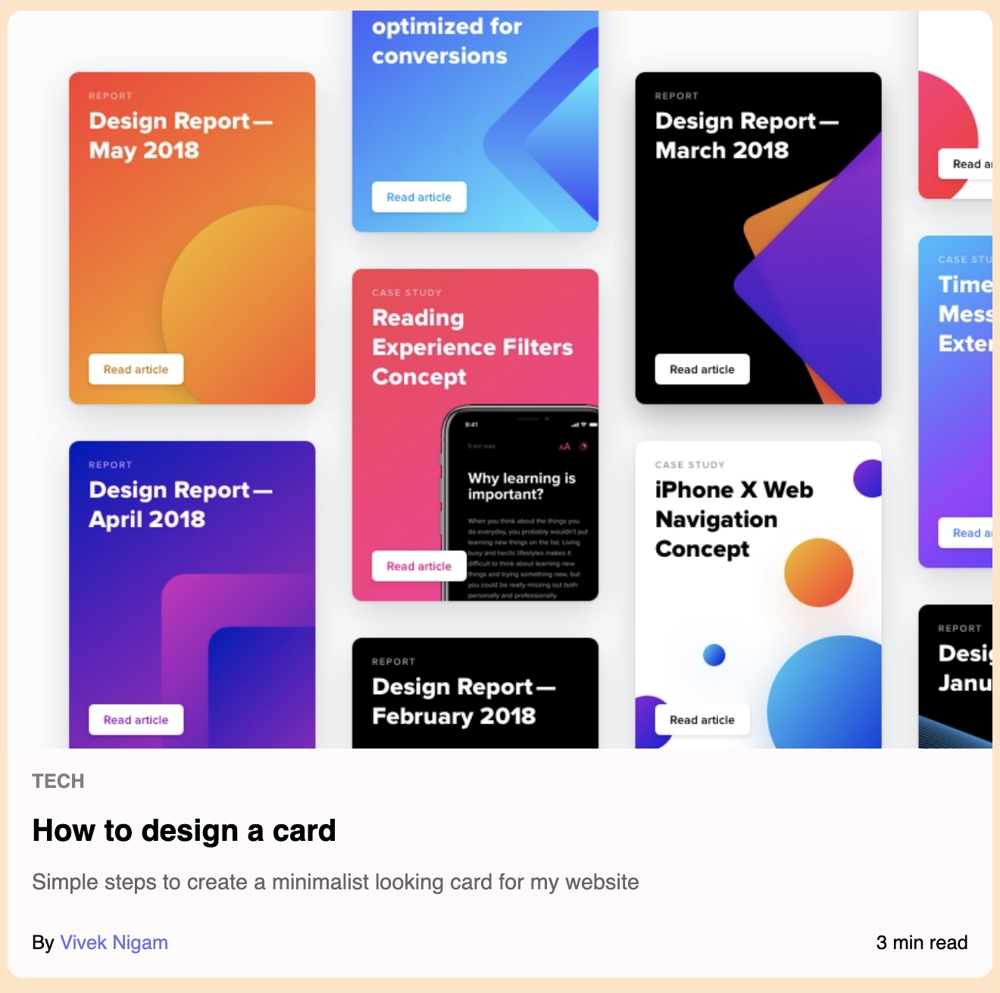 optimized for
conversions
Read article
REPORT
Design Report—
May 2018
Read article
REPORT
Design Report—
March 2018
Read article
CASE STUDY
Reading
Experience Filters
Concept
9:41
5 min read
AA
Why learning is
important?
When you think about the things you
do everyday, you probably wouldn't put
learning new things on the list. Living
busy and hectic lifestyles makes it
difficult to think about learning new
things and trying something new, but
you could be really missing out both
personally and professionally.
Read article
REPORT
Design Report—
April 2018
Read article
CASE STUDY
iPhone X Web
Navigation
Concept
Read article
REPORT
Design Report—
February 2018
Read
CASE
Time
Read
REPORT
TECH
How to design a card
Simple steps to create a minimalist looking card for my website
By Vivek Nigam
3 min read